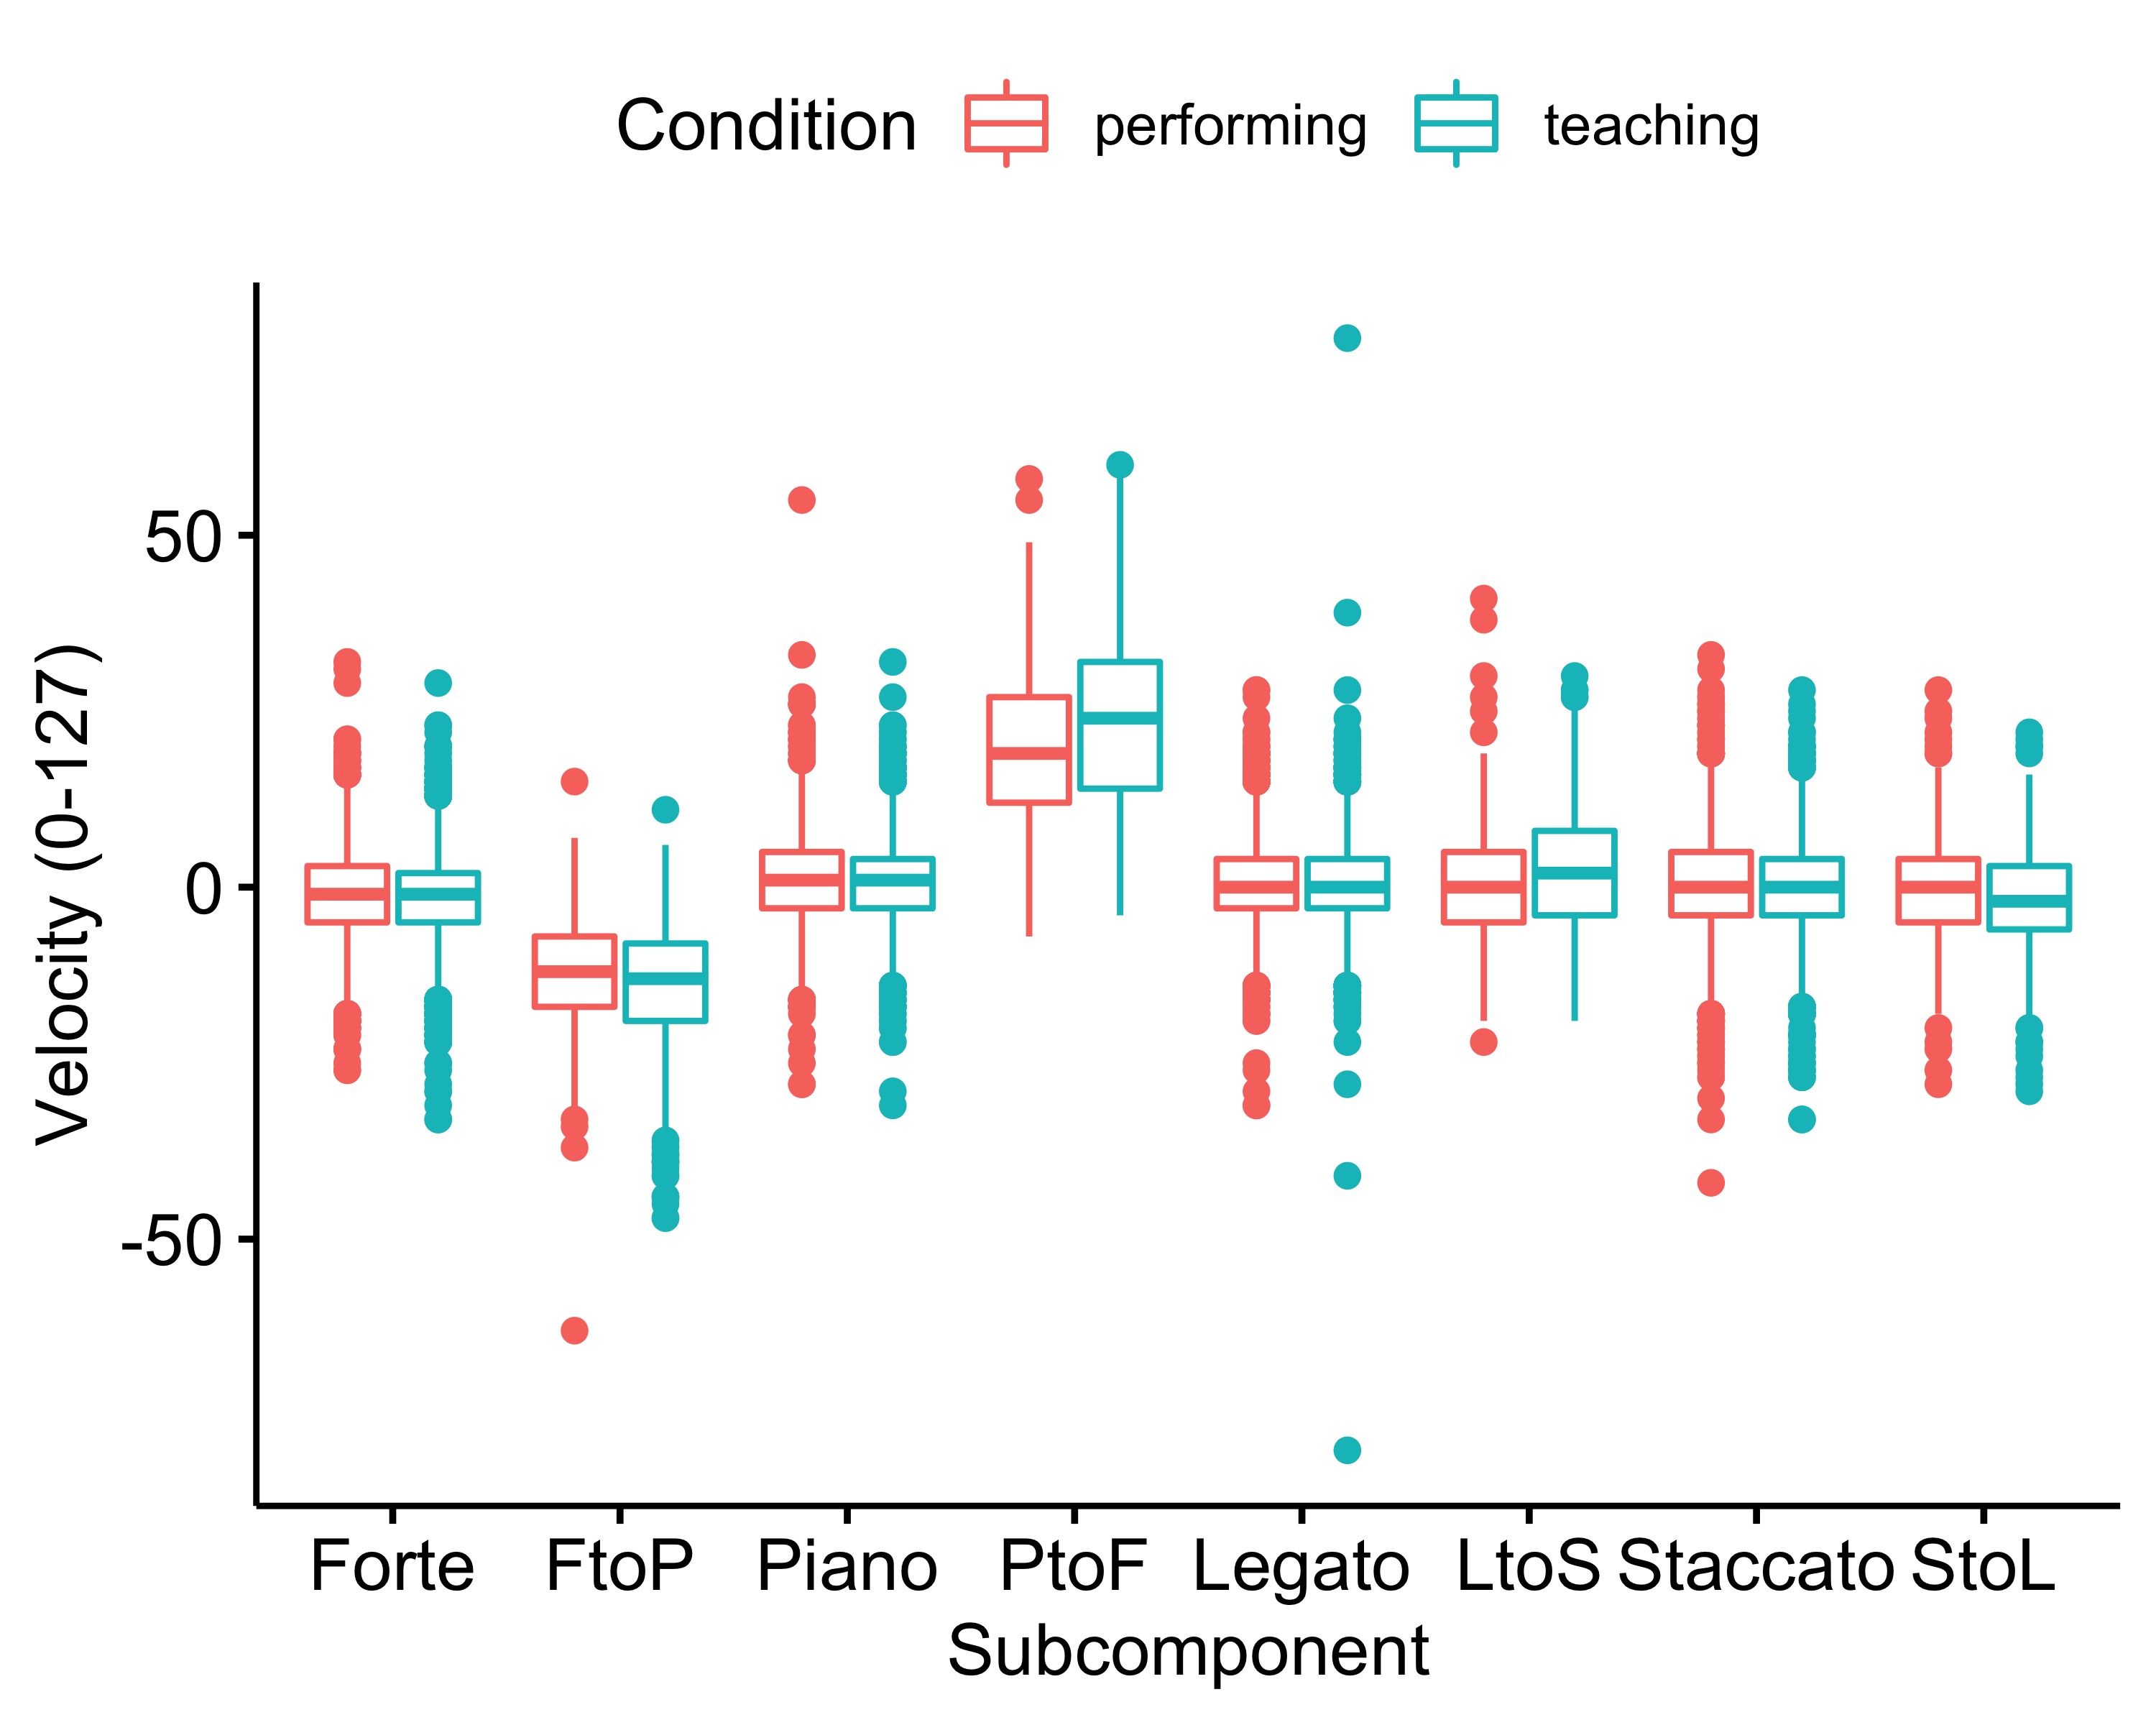 Condition performing teaching
Velocity (0-127)
50
0
-50
Forte FtoP Piano PtoF Legato LtoS Staccato StoL
Subcomponent